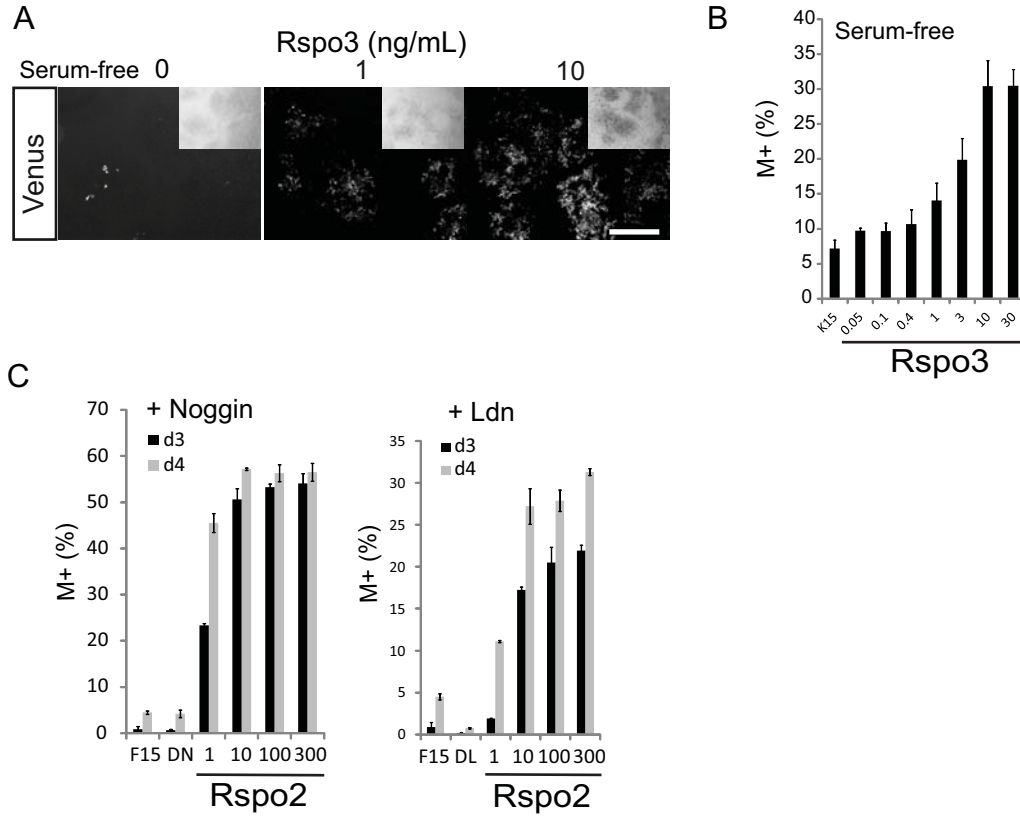 A
Rspo3 (ng/mL)
Serum-free 0 1 10
Venus
B
Serum-free
M+ (%)
40
35
30
25
20
15
10
5
0
K15 0.05 0.1 0.4 1 3 10 30
Rspo3
C
+ Noggin
d3
d4
M+ (%)
70
60
50
40
30
20
10
0
F15 DN 1 10 100 300
Rspo2
+ Ldn
d3
d4
M+ (%)
35
30
25
20
15
10
5
0
F15 DL 1 10 100 300
Rspo2